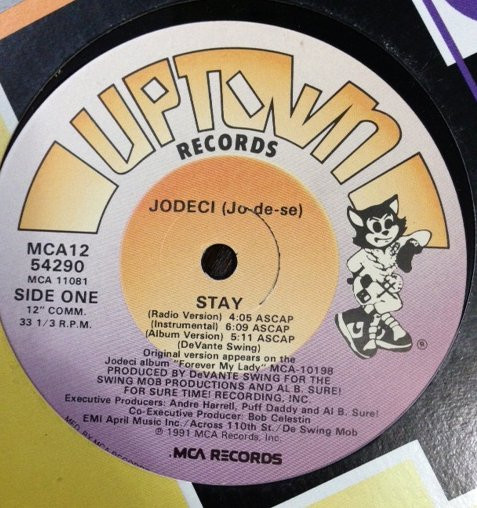 UPTOWN
RECORDS
JODECI (Jo-de-se)
MCA12
54290
MCA 11081
SIDE ONE
12" COMM.
33 1/3 R.P.M.
STAY
(Radio Version) 4:05 ASCAP
(Instrumental) 6:09 ASCAP
(Album Version) 5:11 ASCAP
(DeVante Swing)
Original version appears on the
Jodeci album "Forever My Lady" MCA-10198
PRODUCED BY DeVANTE SWING FOR THE
SWING MOB PRODUCTIONS AND AL B. SURE!
FOR SURE TIME! RECORDING, INC.
Executive Producers: Andre Harrell, Puff Daddy and Al B. Sure!
Co-Executive Producer: Bob Celestin
EMI April Music Inc./Across 110th St./De Swing Mob
℗ 1991 MCA Records, Inc.
MCA RECORDS
MFD. BY MCA